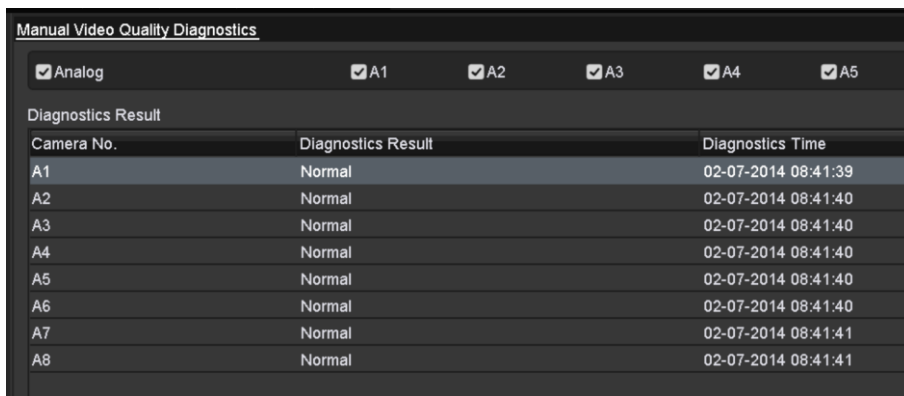 Manual Video Quality Diagnostics
Analog A1 A2 A3 A4 A5
Diagnostics Result
Camera No. Diagnostics Result Diagnostics Time
A1 Normal 02-07-2014 08:41:39
A2 Normal 02-07-2014 08:41:40
A3 Normal 02-07-2014 08:41:40
A4 Normal 02-07-2014 08:41:40
A5 Normal 02-07-2014 08:41:40
A6 Normal 02-07-2014 08:41:40
A7 Normal 02-07-2014 08:41:41
A8 Normal 02-07-2014 08:41:41